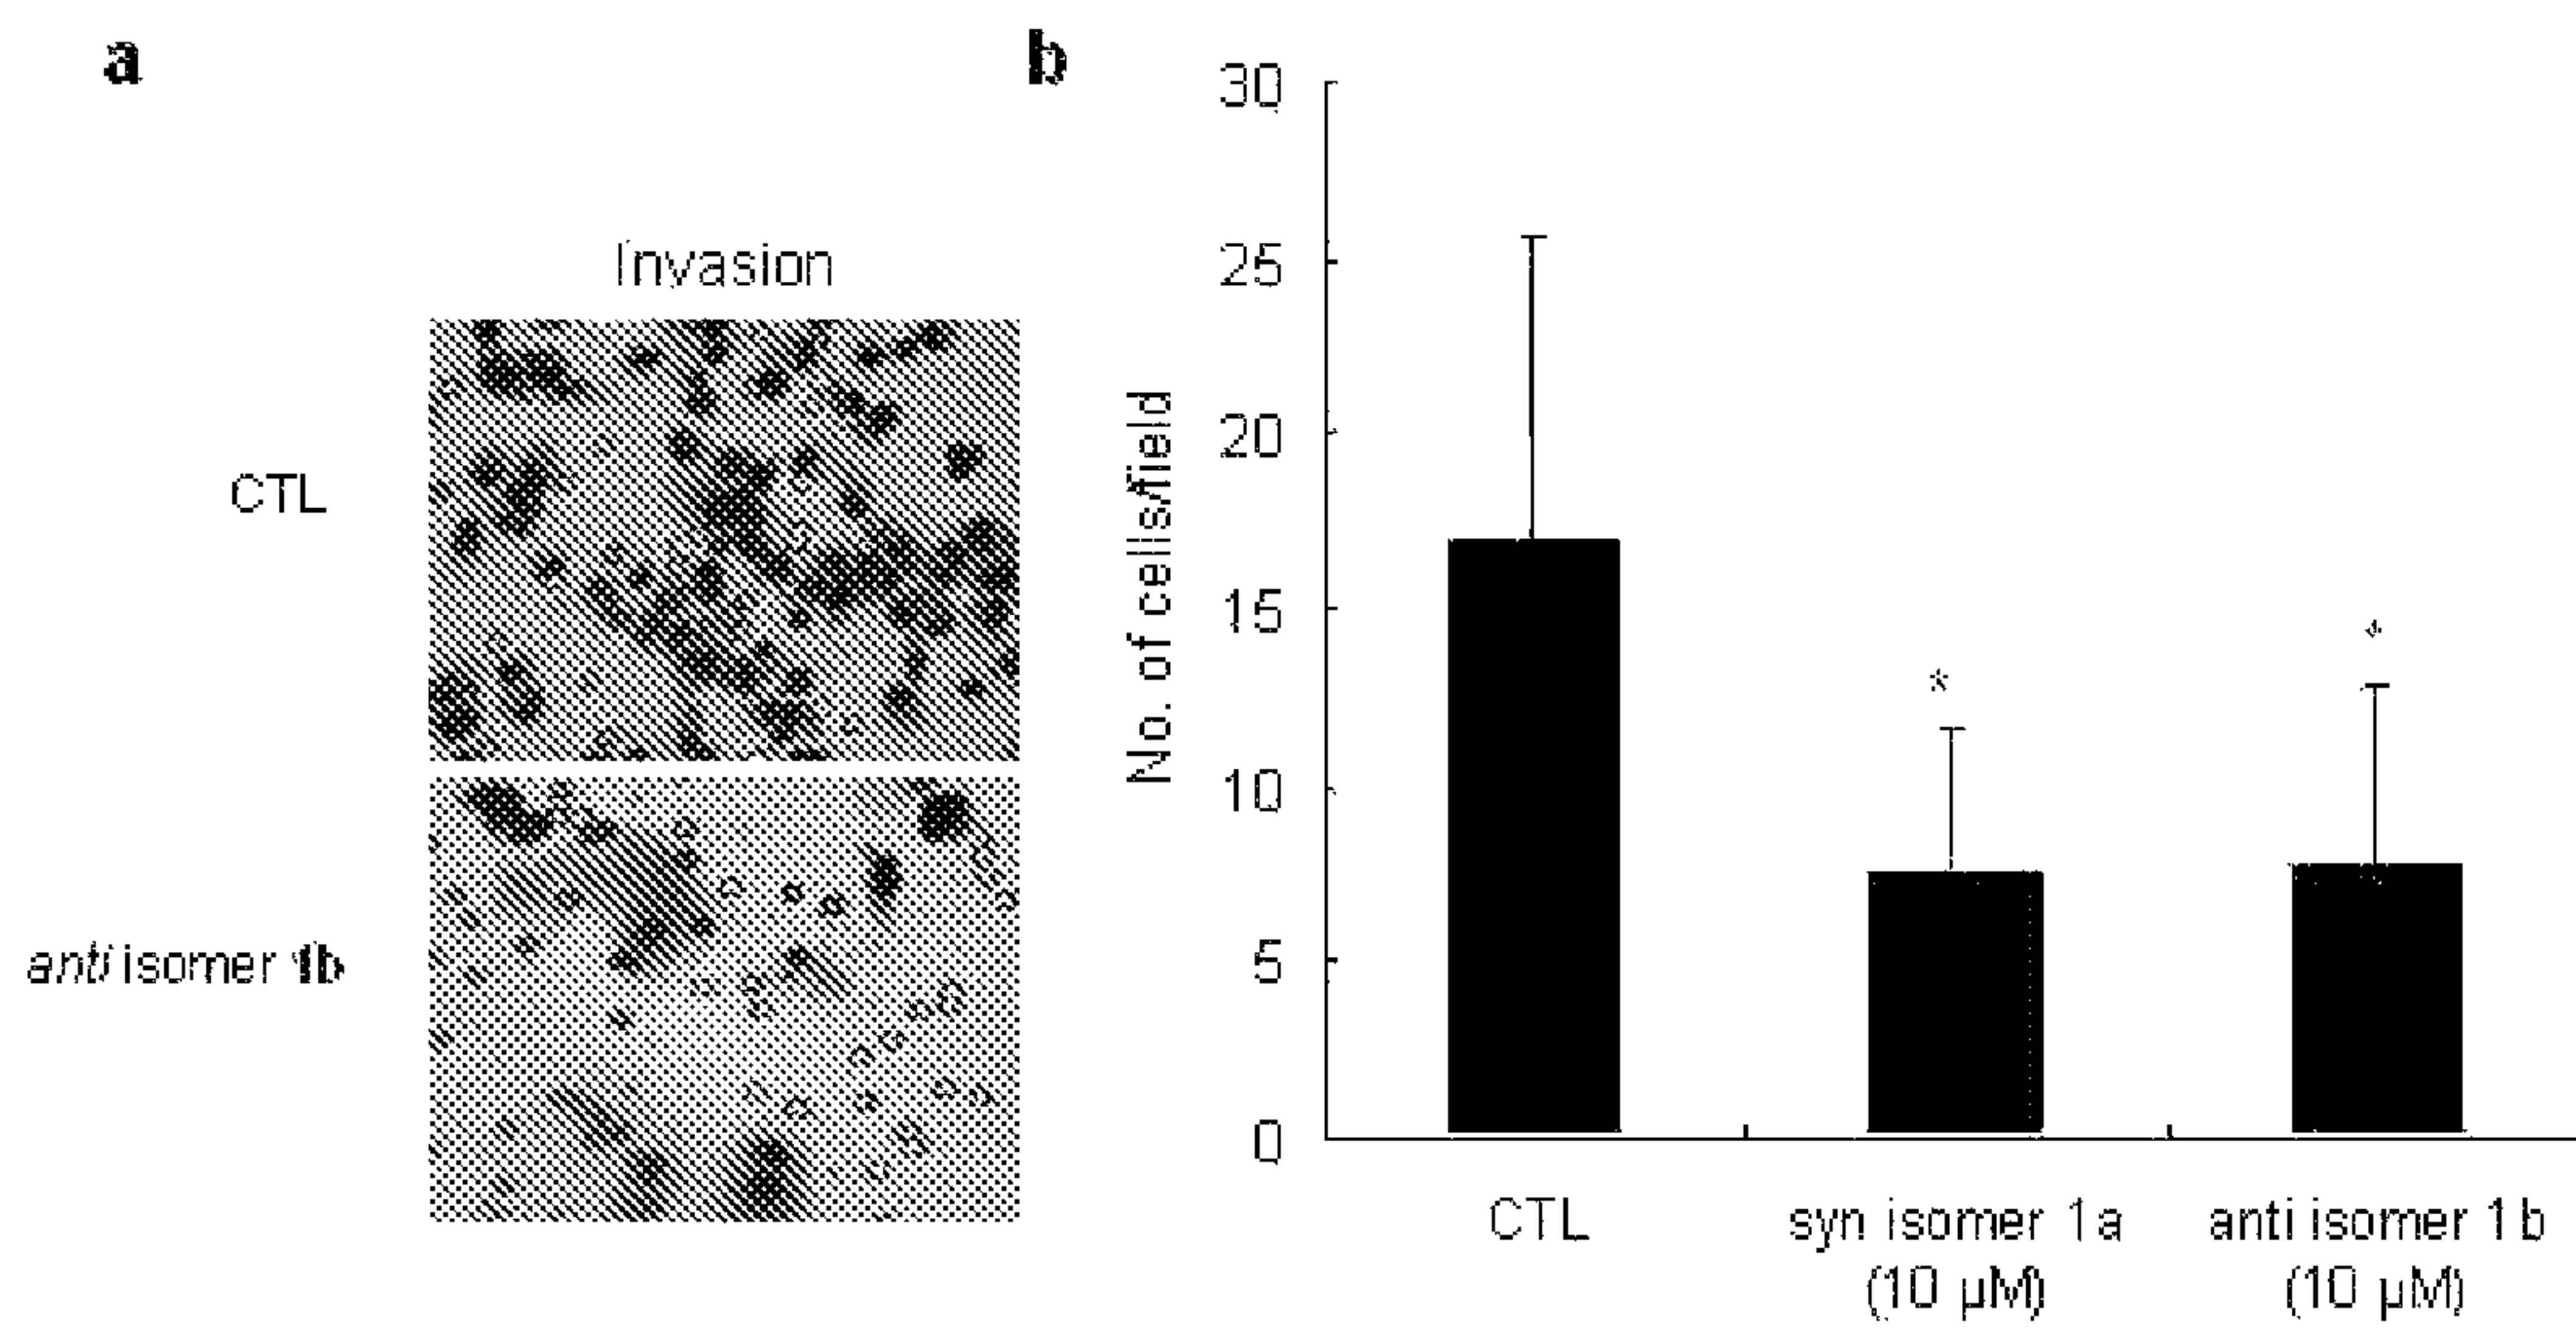 a
Invasion
CTL
anti isomer 1b
b
No. of cells/field
30
25
20
15
10
5
0
*
*
CTL
syn isomer 1a
(10 µM)
anti isomer 1b
(10 µM)